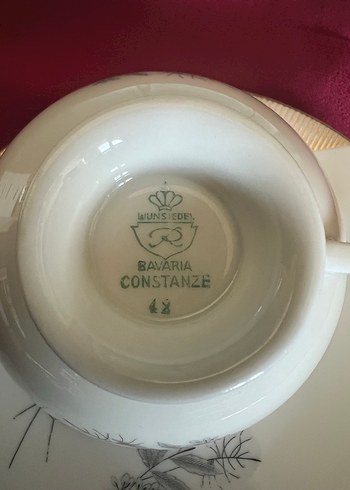 WUNSIEDEL
BAVARIA
CONSTANZE
42